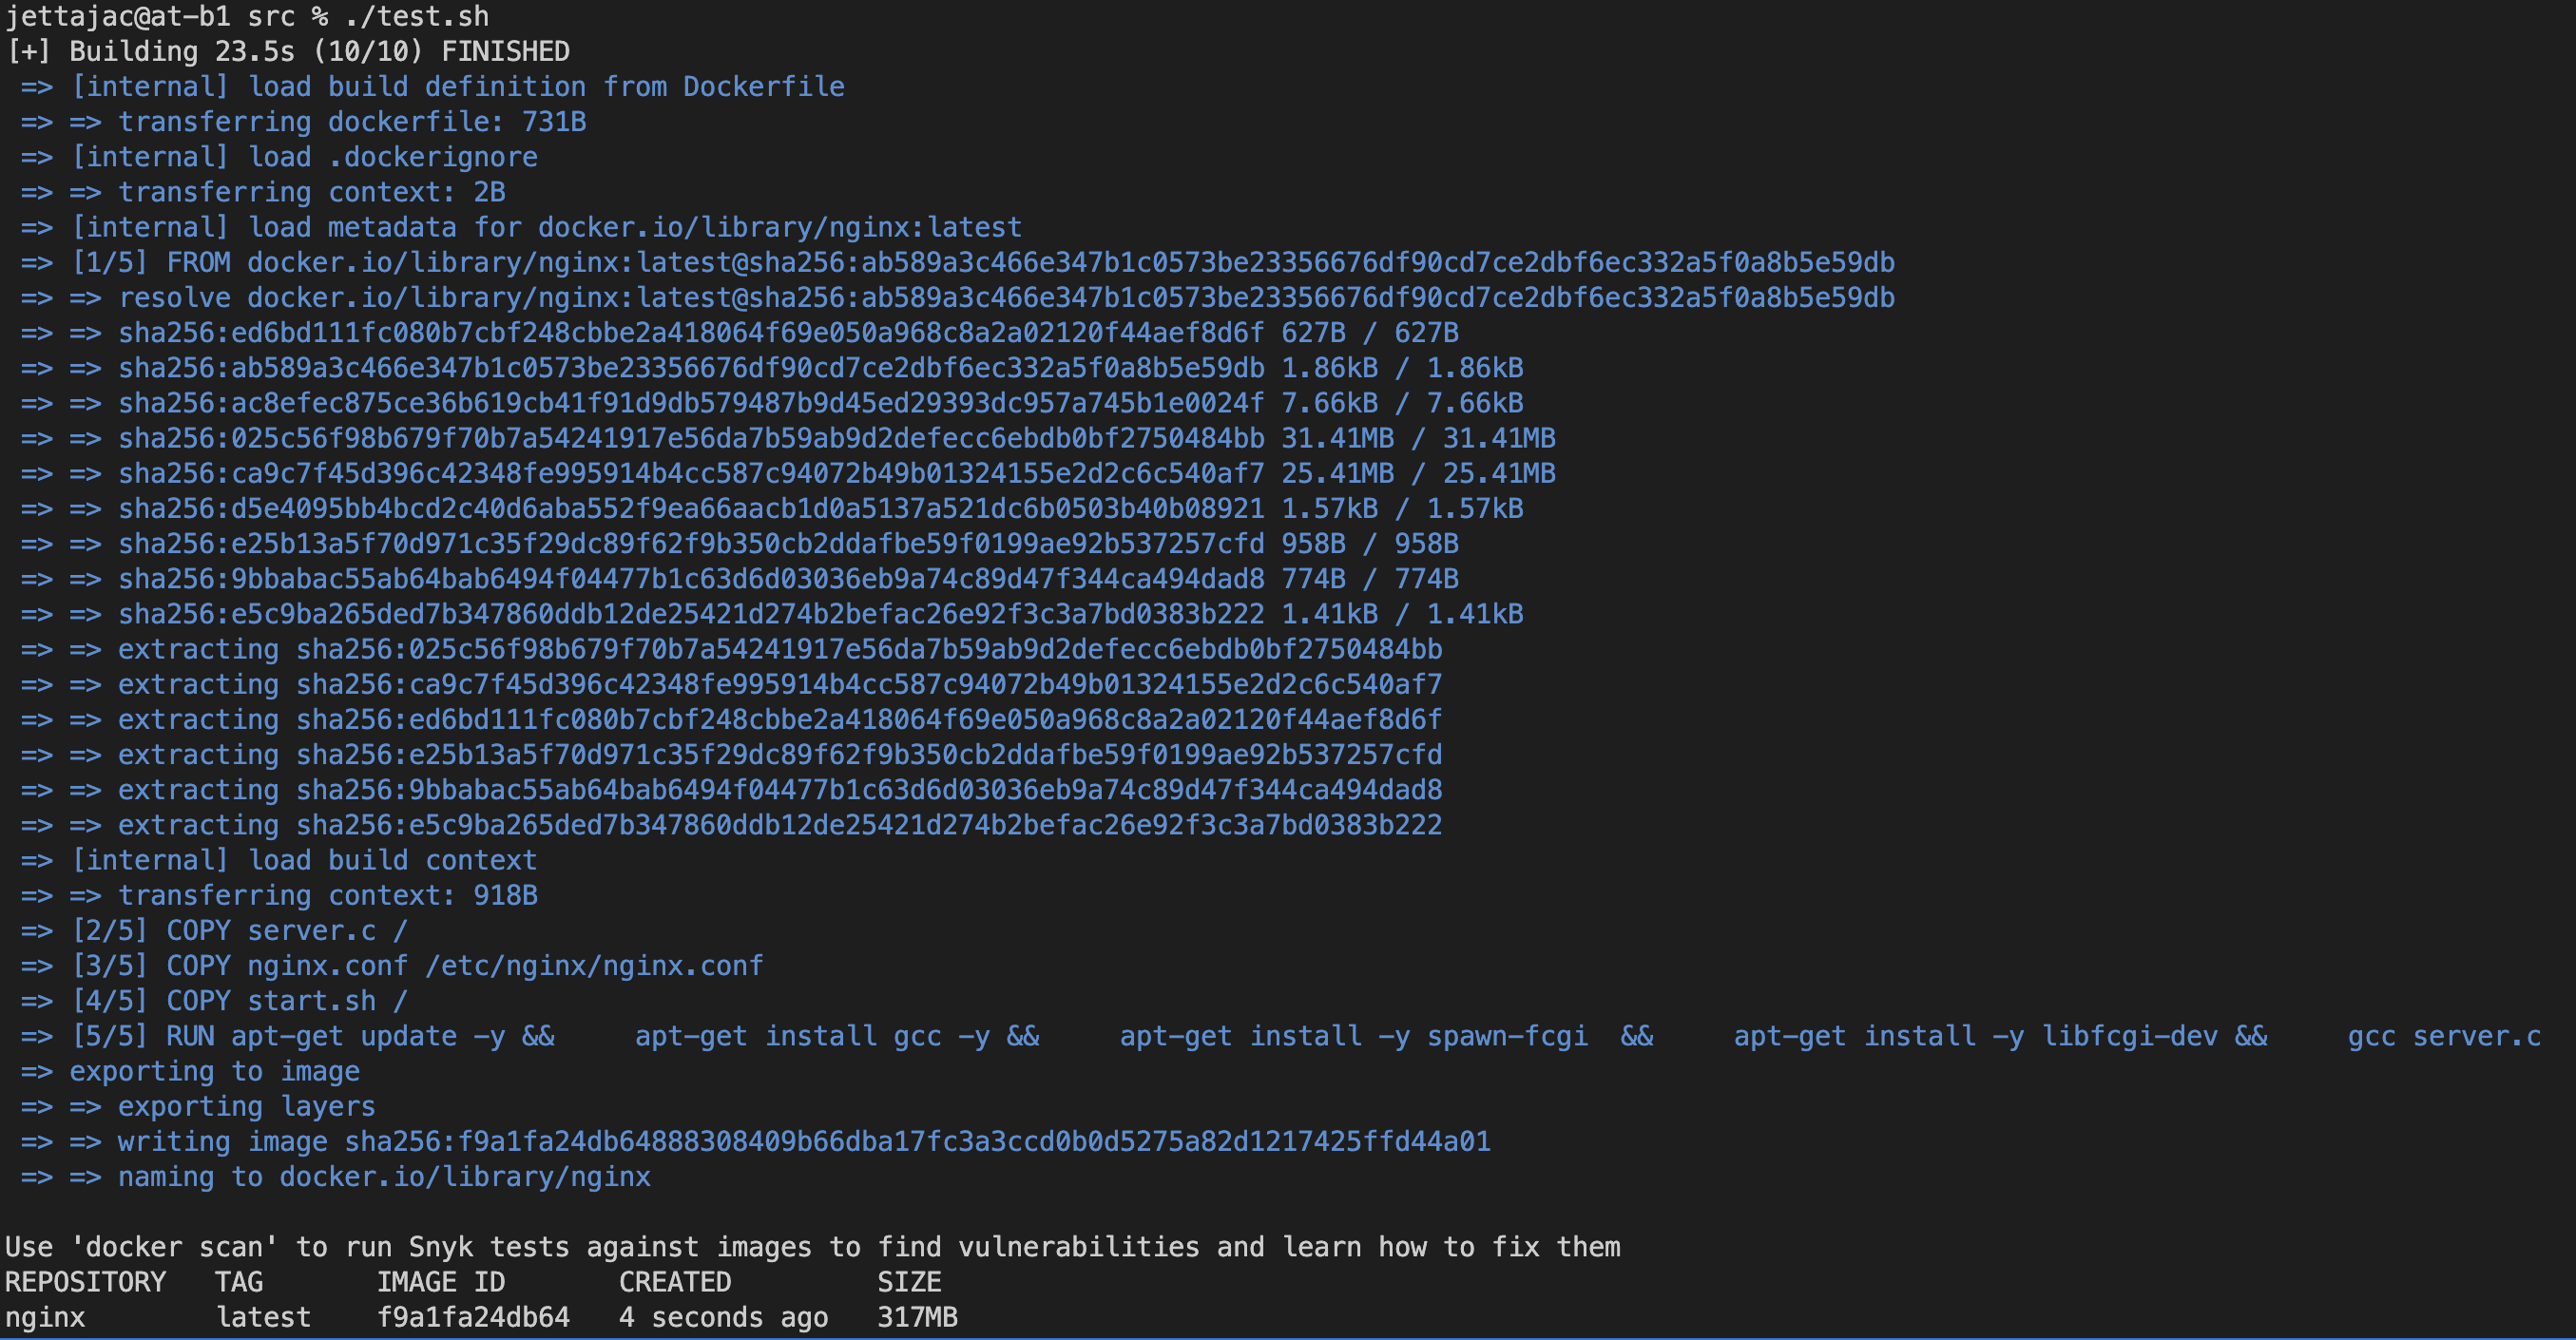 jettajac@at-b1 src % ./test.sh
[+] Building 23.5s (10/10) FINISHED
=> [internal] load build definition from Dockerfile
=> => transferring dockerfile: 731B
=> [internal] load .dockerignore
=> => transferring context: 2B
=> [internal] load metadata for docker.io/library/nginx:latest
=> [1/5] FROM docker.io/library/nginx:latest@sha256:ab589a3c466e347b1c0573be23356676df90cd7ce2dbf6ec332a5f0a8b5e59db
=> => resolve docker.io/library/nginx:latest@sha256:ab589a3c466e347b1c0573be23356676df90cd7ce2dbf6ec332a5f0a8b5e59db
=> => sha256:ed6bd111fc080b7cbf248cbbe2a418064f69e050a968c8a2a02120f44aef8d6f 627B / 627B
=> => sha256:ab589a3c466e347b1c0573be23356676df90cd7ce2dbf6ec332a5f0a8b5e59db 1.86kB / 1.86kB
=> => sha256:ac8efec875ce36b619cb41f91d9db579487b9d45ed29393dc957a745b1e0024f 7.66kB / 7.66kB
=> => sha256:025c56f98b679f70b7a54241917e56da7b59ab9d2defecc6ebdb0bf2750484bb 31.41MB / 31.41MB
=> => sha256:ca9c7f45d396c42348fe995914b4cc587c94072b49b01324155e2d2c6c540af7 25.41MB / 25.41MB
=> => sha256:d5e4095bb4bcd2c40d6aba552f9ea66aacb1d0a5137a521dc6b0503b40b08921 1.57kB / 1.57kB
=> => sha256:e25b13a5f70d971c35f29dc89f62f9b350cb2ddafbe59f0199ae92b537257cfd 958B / 958B
=> => sha256:9bbabac55ab64bab6494f04477b1c63d6d03036eb9a74c89d47f344ca494dad8 774B / 774B
=> => sha256:e5c9ba265ded7b347860ddb12de25421d274b2befac26e92f3c3a7bd0383b222 1.41kB / 1.41kB
=> => extracting sha256:025c56f98b679f70b7a54241917e56da7b59ab9d2defecc6ebdb0bf2750484bb
=> => extracting sha256:ca9c7f45d396c42348fe995914b4cc587c94072b49b01324155e2d2c6c540af7
=> => extracting sha256:ed6bd111fc080b7cbf248cbbe2a418064f69e050a968c8a2a02120f44aef8d6f
=> => extracting sha256:e25b13a5f70d971c35f29dc89f62f9b350cb2ddafbe59f0199ae92b537257cfd
=> => extracting sha256:9bbabac55ab64bab6494f04477b1c63d6d03036eb9a74c89d47f344ca494dad8
=> => extracting sha256:e5c9ba265ded7b347860ddb12de25421d274b2befac26e92f3c3a7bd0383b222
=> [internal] load build context
=> => transferring context: 918B
=> [2/5] COPY server.c /
=> [3/5] COPY nginx.conf /etc/nginx/nginx.conf
=> [4/5] COPY start.sh /
=> [5/5] RUN apt-get update -y &&     apt-get install gcc -y &&     apt-get install -y spawn-fcgi  &&     apt-get install -y libfcgi-dev &&     gcc server.c
=> exporting to image
=> => exporting layers
=> => writing image sha256:f9a1fa24db64888308409b66dba17fc3a3ccd0b0d5275a82d1217425ffd44a01
=> => naming to docker.io/library/nginx
Use 'docker scan' to run Snyk tests against images to find vulnerabilities and learn how to fix them
REPOSITORY   TAG       IMAGE ID       CREATED         SIZE
nginx        latest    f9a1fa24db64   4 seconds ago   317MB